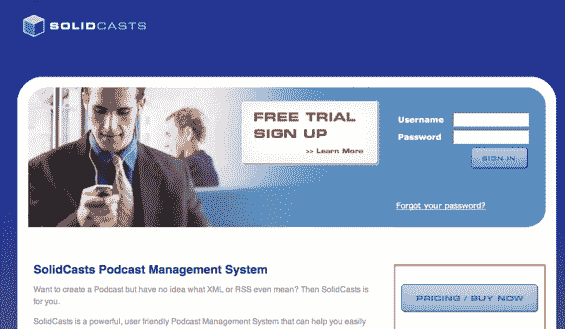 SOLIDCASTS
FREE TRIAL
SIGN UP
>> Learn More
Username
Password
SIGN IN
Forgot your password?
SolidCasts Podcast Management System
Want to create a Podcast but have no idea what XML or RSS even mean? Then SolidCasts is
for you.
SolidCasts is a powerful, user friendly Podcast Management System that can help you easily
PRICING / BUY NOW